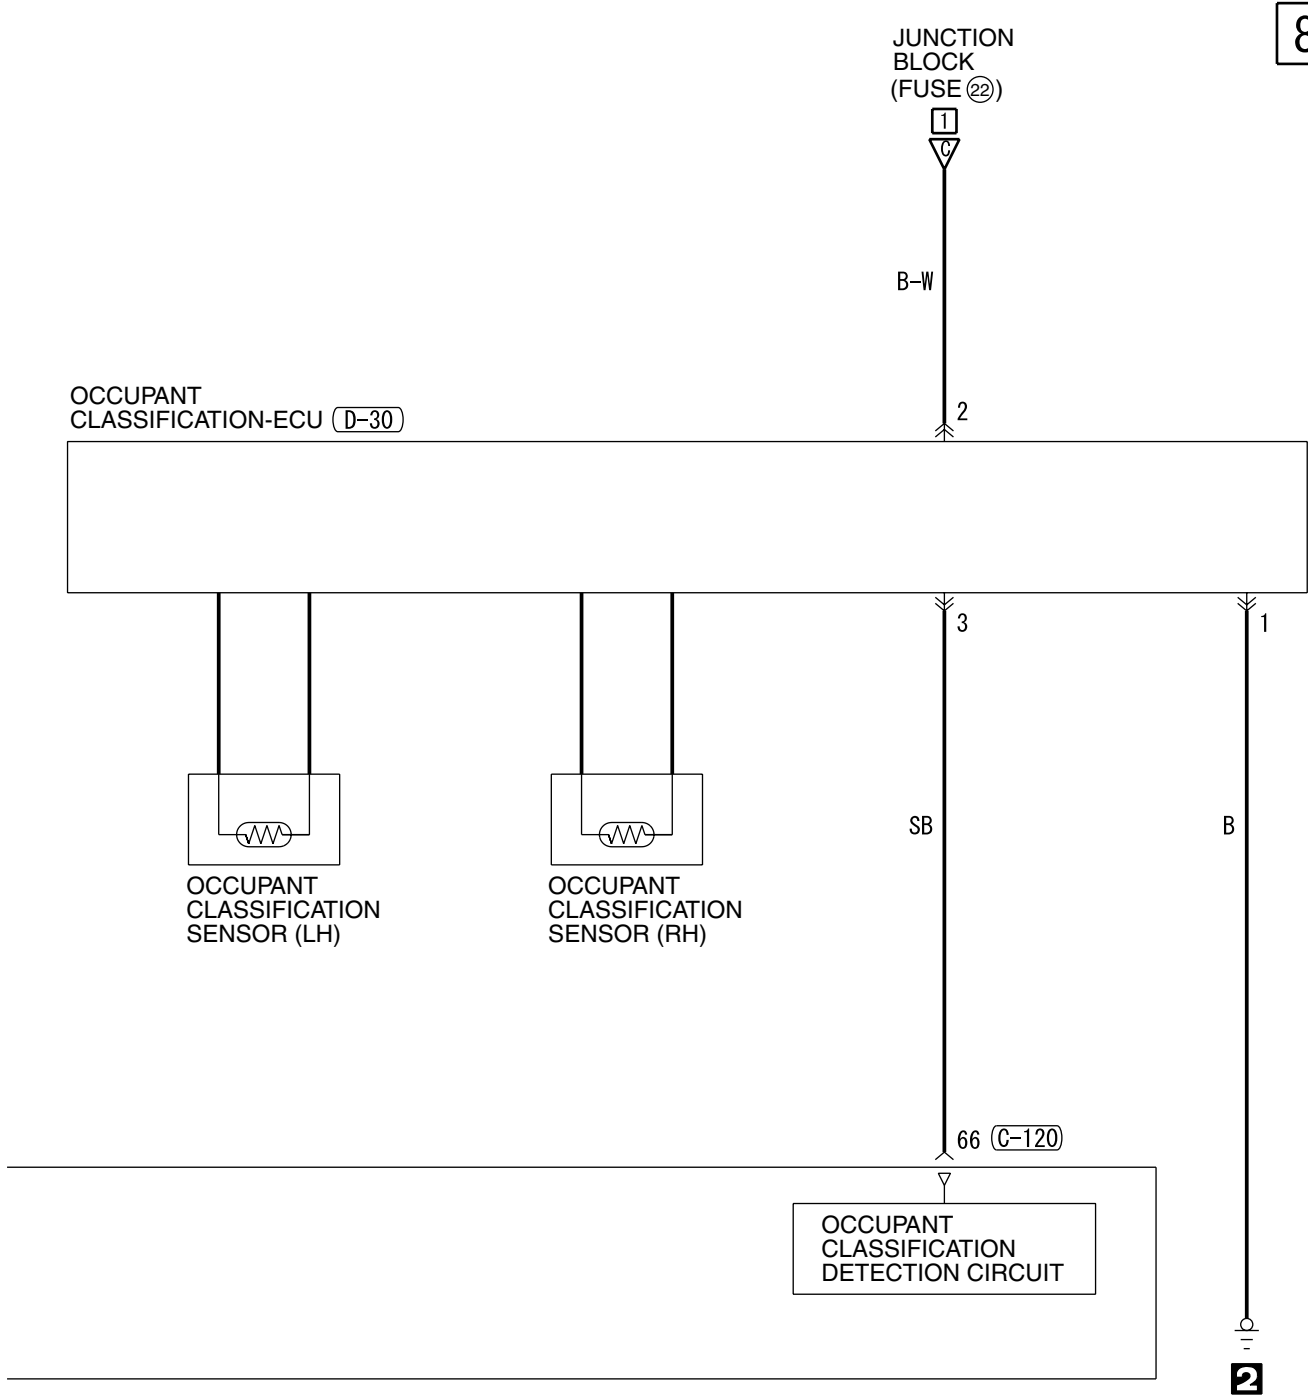 8
JUNCTION
BLOCK
(FUSE 22)
1
C
B-W
OCCUPANT
CLASSIFICATION-ECU D-30
2
3
1
SB
B
OCCUPANT
CLASSIFICATION
SENSOR (LH)
OCCUPANT
CLASSIFICATION
SENSOR (RH)
66 C-120
OCCUPANT
CLASSIFICATION
DETECTION CIRCUIT
2